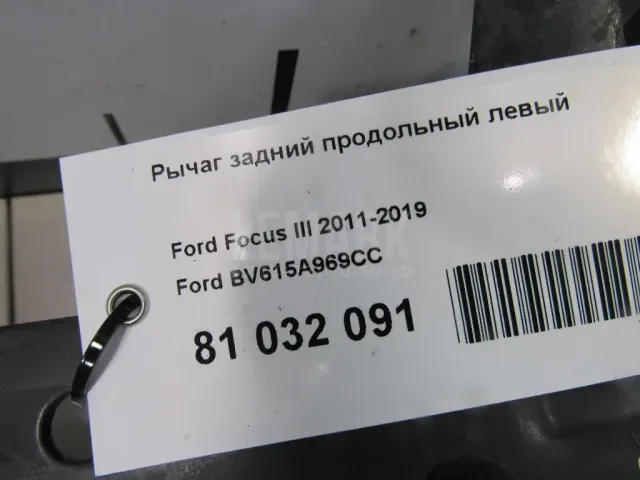 Рычаг задний продольный левый
Ford Focus III 2011-2019
Ford BV615A969CC
81 032 091